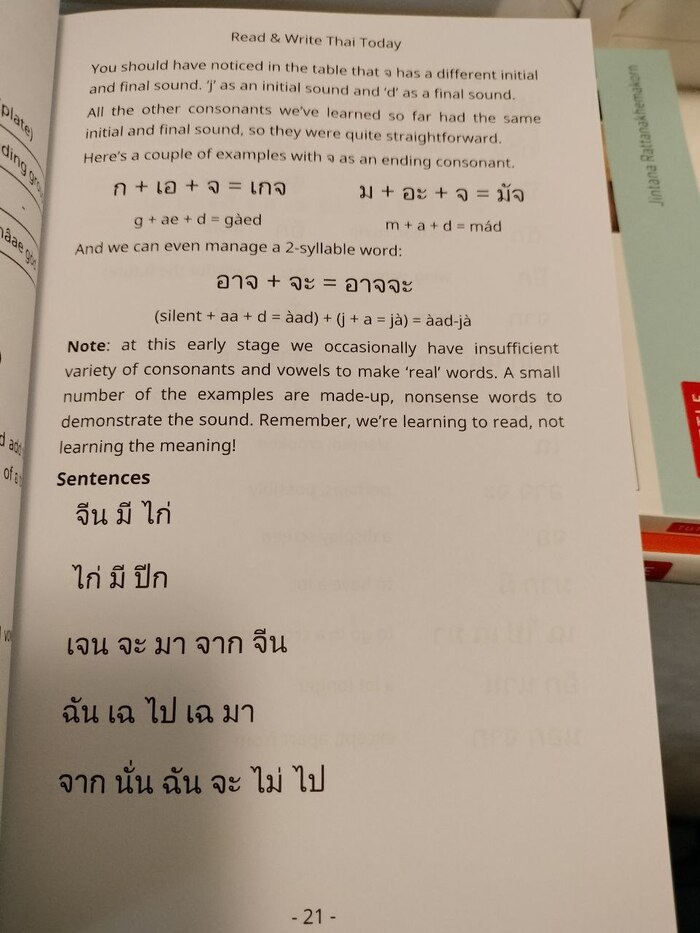 Read & Write Thai Today
You should have noticed in the table that จ has a different initial
and final sound. 'j' as an initial sound and 'd' as a final sound.
All the other consonants we've learned so far had the same
initial and final sound, so they were quite straightforward.
Here's a couple of examples with จ as an ending consonant.
ก + เอ + จ = เกจ ม + อะ + จ = มัจ
g + ae + d = gàed m + a + d = mád
And we can even manage a 2-syllable word:
อาจ + จะ = อาจจะ
(silent + aa + d = àad) + (j + a = jà) = àad-jà
Note: at this early stage we occasionally have insufficient
variety of consonants and vowels to make 'real' words. A small
number of the examples are made-up, nonsense words to
demonstrate the sound. Remember, we're learning to read, not
learning the meaning!
Sentences
จีน มี ไก่
ไก่ มี ปีก
เจน จะ มา จาก จีน
ฉัน เฉ ไป เฉ มา
จาก นั่น ฉัน จะ ไม่ ไป
- 21 -
Jintana Rattanakhemakorn